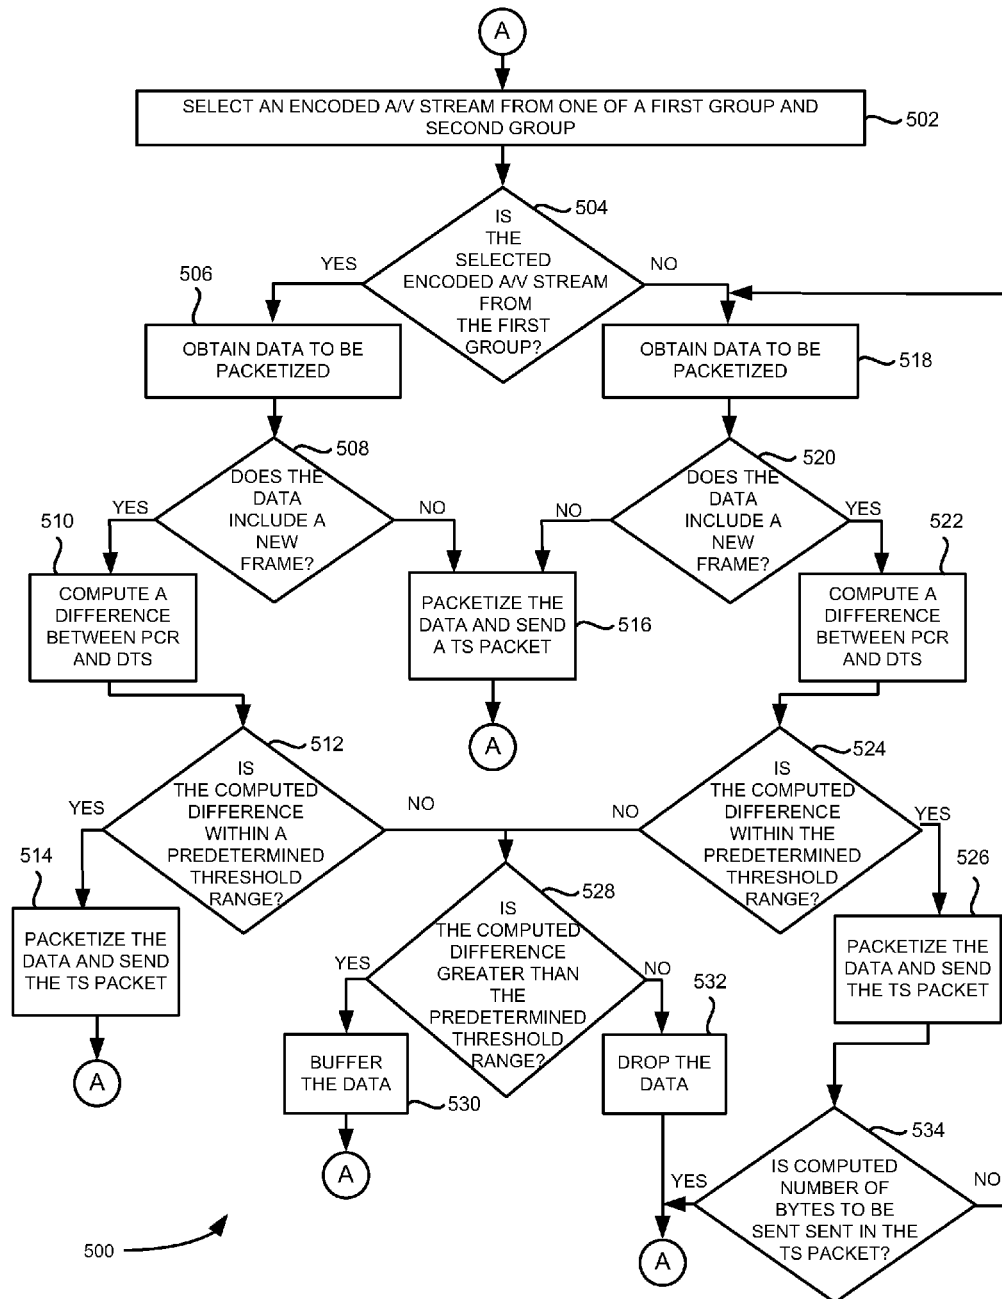 A
SELECT AN ENCODED A/V STREAM FROM ONE OF A FIRST GROUP AND
SECOND GROUP
502
504
IS
THE
SELECTED
ENCODED A/V STREAM
FROM
THE FIRST
GROUP?
YES
NO
506
OBTAIN DATA TO BE
PACKETIZED
OBTAIN DATA TO BE
PACKETIZED
518
508
DOES THE
DATA
INCLUDE A
NEW
FRAME?
YES
NO
520
DOES THE
DATA
INCLUDE A
NEW
FRAME?
NO
YES
510
COMPUTE A
DIFFERENCE
BETWEEN PCR
AND DTS
PACKETIZE THE
DATA AND SEND
A TS PACKET
516
522
COMPUTE A
DIFFERENCE
BETWEEN PCR
AND DTS
A
512
IS
THE COMPUTED
DIFFERENCE
WITHIN A
PREDETERMINED
THRESHOLD
RANGE?
YES
NO
524
IS
THE COMPUTED
DIFFERENCE
WITHIN THE
PREDETERMINED
THRESHOLD
RANGE?
NO
YES
514
PACKETIZE THE
DATA AND SEND
THE TS PACKET
A
528
IS
THE COMPUTED
DIFFERENCE
GREATER THAN
THE
PREDETERMINED
THRESHOLD
RANGE?
YES
NO
526
PACKETIZE THE
DATA AND SEND
THE TS PACKET
BUFFER
THE DATA
530
A
532
DROP THE
DATA
534
IS COMPUTED
NUMBER OF
BYTES TO BE
SENT SENT IN THE
TS PACKET?
YES
NO
A
500